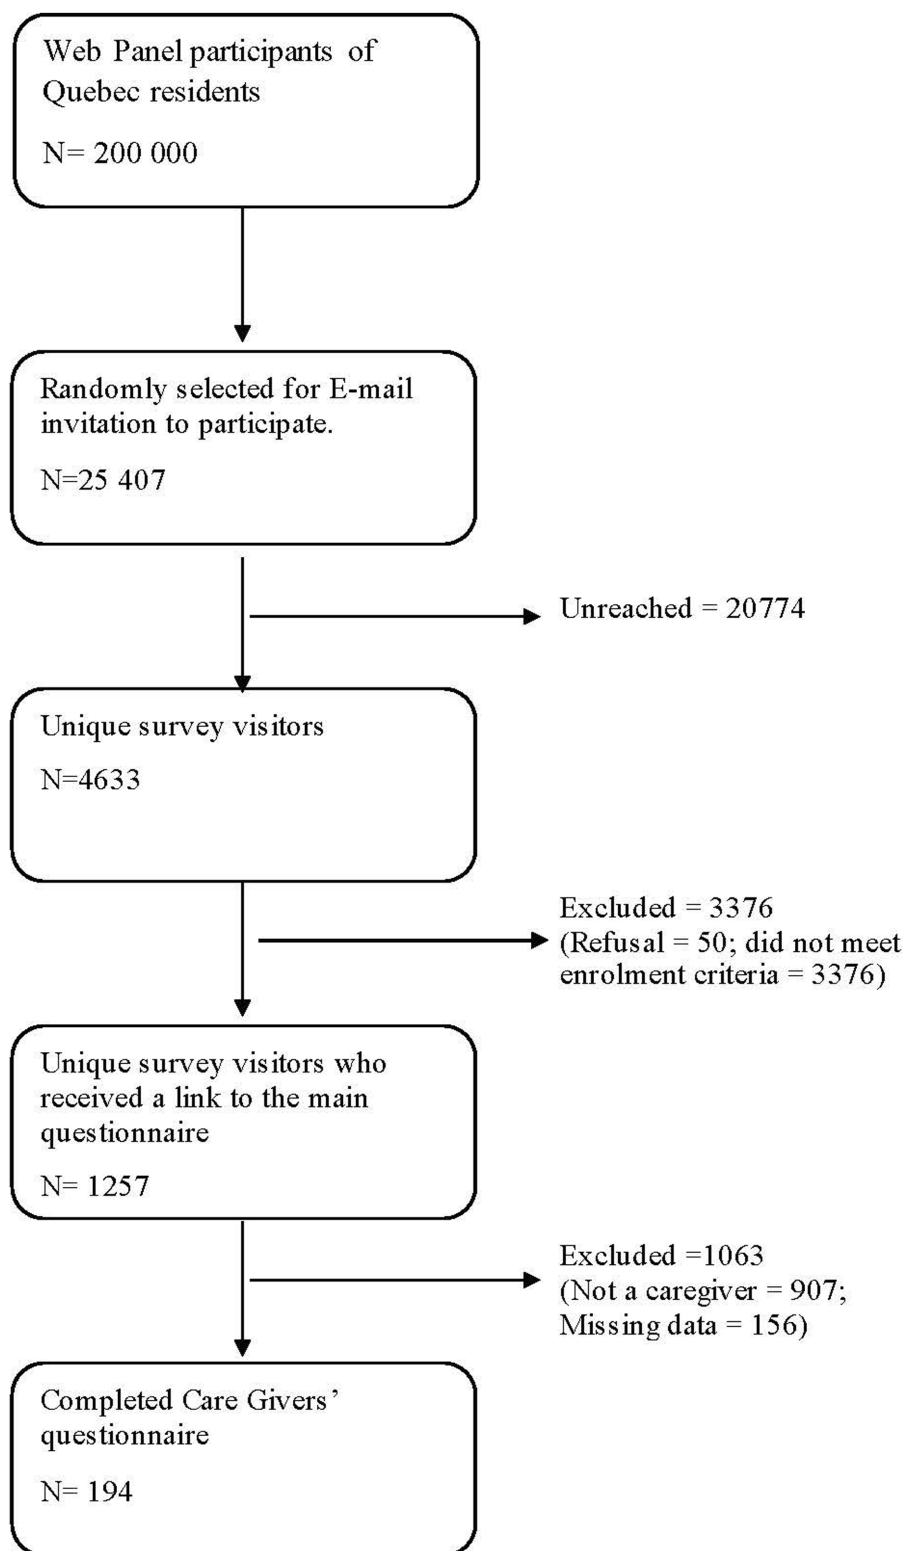 Web Panel participants of
Quebec residents
N= 200 000
Randomly selected for E-mail
invitation to participate.
N=25 407
Unreached = 20774
Unique survey visitors
N=4633
Excluded = 3376
(Refusal = 50; did not meet
enrolment criteria = 3376)
Unique survey visitors who
received a link to the main
questionnaire
N= 1257
Excluded =1063
(Not a caregiver = 907;
Missing data = 156)
Completed Care Givers’
questionnaire
N= 194